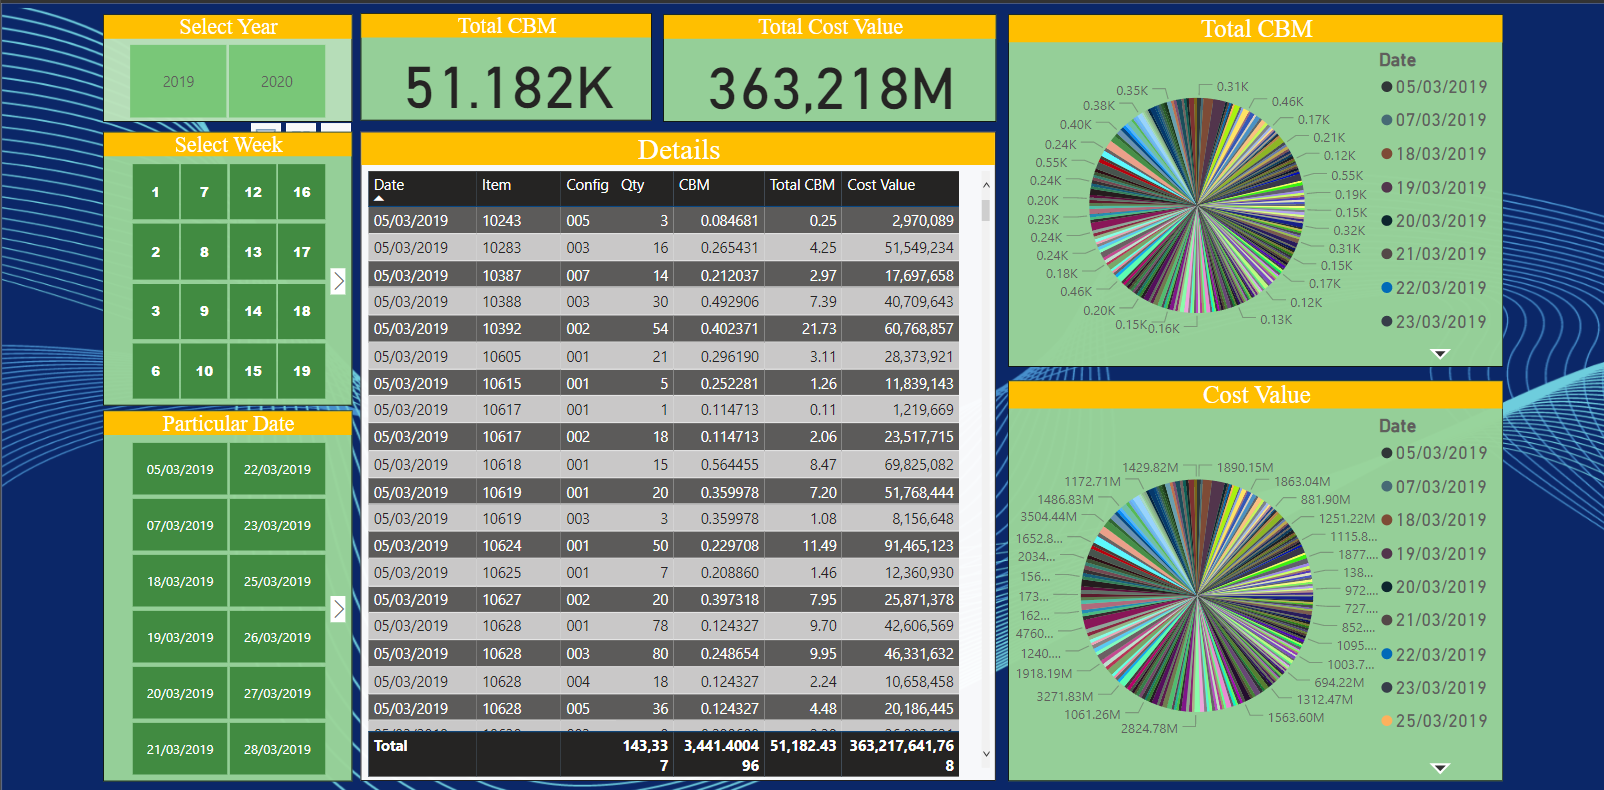 Select Year
2019 2020
Total CBM
51.182K
Total Cost Value
363,218M
Select Week
1 7 12 16
2 8 13 17
3 9 14 18
6 10 15 19
Particular Date
05/03/2019 22/03/2019
07/03/2019 23/03/2019
18/03/2019 25/03/2019
19/03/2019 26/03/2019
20/03/2019 27/03/2019
21/03/2019 28/03/2019
Details
Date Item Config Qty CBM Total CBM Cost Value
05/03/2019 10243 005 3 0.084681 0.25 2,970,089
05/03/2019 10283 003 16 0.265431 4.25 51,549,234
05/03/2019 10387 007 14 0.212037 2.97 17,697,658
05/03/2019 10388 003 30 0.492906 7.39 40,709,643
05/03/2019 10392 002 54 0.402371 21.73 60,768,857
05/03/2019 10605 001 21 0.296190 3.11 28,373,921
05/03/2019 10615 001 5 0.252281 1.26 11,839,143
05/03/2019 10617 001 1 0.114713 0.11 1,219,669
05/03/2019 10617 002 18 0.114713 2.06 23,517,715
05/03/2019 10618 001 15 0.564455 8.47 69,825,082
05/03/2019 10619 001 20 0.359978 7.20 51,768,444
05/03/2019 10619 003 3 0.359978 1.08 8,156,648
05/03/2019 10624 001 50 0.229708 11.49 91,465,123
05/03/2019 10625 001 7 0.208860 1.46 12,360,930
05/03/2019 10627 002 20 0.397318 7.95 25,871,378
05/03/2019 10628 001 78 0.124327 9.70 42,606,569
05/03/2019 10628 003 80 0.248654 9.95 46,331,632
05/03/2019 10628 004 18 0.124327 2.24 10,658,458
05/03/2019 10628 005 36 0.124327 4.48 20,186,445
Total 143,33 3,441.4004 51,182.43 363,217,641,76
7 96 8
Total CBM
0.35K 0.31K
0.38K 0.46K
0.40K 0.17K
0.24K 0.21K
0.55K 0.12K
0.24K 0.55K
0.20K 0.19K
0.23K 0.15K
0.24K 0.32K
0.24K 0.31K
0.18K 0.15K
0.46K 0.17K
0.20K 0.12K
0.15K 0.16K 0.13K
Date
05/03/2019
07/03/2019
18/03/2019
19/03/2019
20/03/2019
21/03/2019
22/03/2019
23/03/2019
Cost Value
1429.82M 1890.15M
1172.71M 1863.04M
1486.83M 881.90M
3504.44M 1251.22M
1652.8... 1115.8...
2034... 1877...
156... 138...
173... 972...
162... 727...
4760... 852...
1240.... 1095...
1918.19M 1003.7...
3271.83M 694.22M
1061.26M 1312.47M
2824.78M 1563.60M
Date
05/03/2019
07/03/2019
18/03/2019
19/03/2019
20/03/2019
21/03/2019
22/03/2019
23/03/2019
25/03/2019